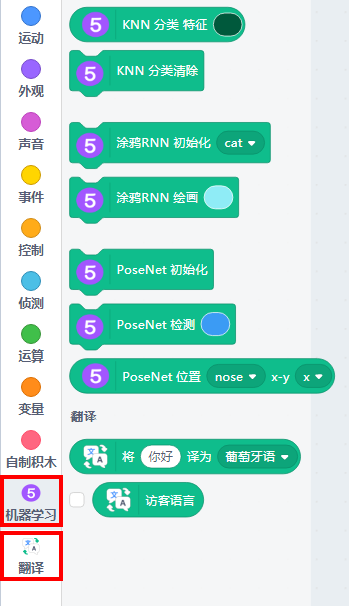 运动
外观
声音
事件
控制
侦测
运算
变量
自制积木
5
机器学习
文 A
翻译
5 KNN 分类 特征
5 KNN 分类清除
5 涂鸦RNN 初始化 cat
5 涂鸦RNN 绘画
5 PoseNet 初始化
5 PoseNet 检测
5 PoseNet 位置 nose x-y x
翻译
文 A 将 你好 译为 葡萄牙语
文 A 访客语言